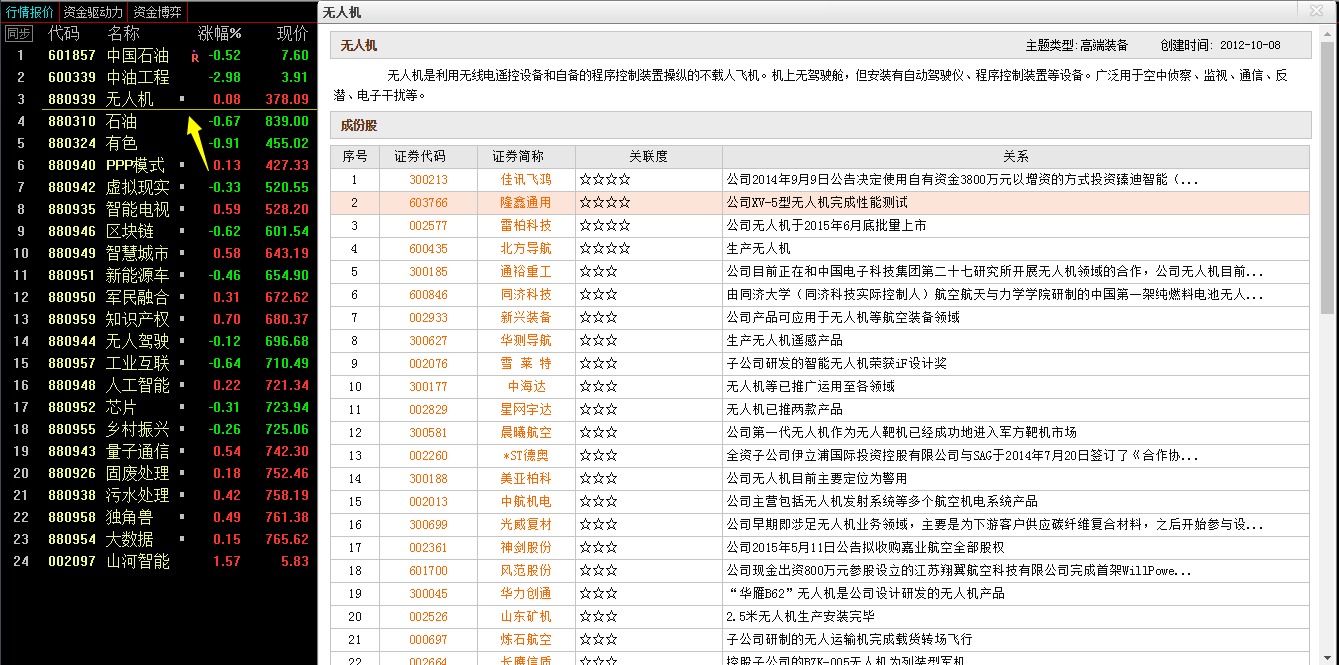 行情报价 资金驱动力 资金博弈
同步 代码 名称 涨幅% 现价
1 601857 中国石油 R -0.52 7.60
2 600339 中油工程 -2.98 3.91
3 880939 无人机 0.08 378.09
4 880310 石油 -0.67 839.00
5 880324 有色 -0.91 455.02
6 880940 PPP模式 0.13 427.33
7 880942 虚拟现实 -0.33 520.55
8 880935 智能电视 0.59 528.20
9 880946 区块链 -0.62 601.54
10 880949 智慧城市 0.58 643.19
11 880951 新能源车 -0.46 654.90
12 880950 军民融合 0.31 672.62
13 880959 知识产权 0.70 680.37
14 880944 无人驾驶 -0.12 696.68
15 880957 工业互联 -0.64 710.49
16 880948 人工智能 0.22 721.34
17 880952 芯片 -0.31 723.94
18 880955 乡村振兴 -0.26 725.06
19 880943 量子通信 0.54 742.30
20 880926 固废处理 0.18 752.46
21 880938 污水处理 0.42 758.19
22 880958 独角兽 0.49 761.38
23 880954 大数据 0.15 765.62
24 002097 山河智能 1.57 5.83
无人机
无人机 主题类型:高端装备 创建时间: 2012-10-08
无人机是利用无线电遥控设备和自备的程序控制装置操纵的不载人飞机。机上无驾驶舱，但安装有自动驾驶仪、程序控制装置等设备。广泛用于空中侦察、监视、通信、反
潜、电子干扰等。
成份股
序号 证券代码 证券简称 关联度 关系
1 300213 佳讯飞鸿 ☆☆☆☆ 公司2014年9月9日公告决定使用自有资金3800万元以增资的方式投资臻迪智能（...
2 603766 隆鑫通用 ☆☆☆☆ 公司XV-5型无人机完成性能测试
3 002577 雷柏科技 ☆☆☆☆ 公司无人机于2015年6月底批量上市
4 600435 北方导航 ☆☆☆☆ 生产无人机
5 300185 通裕重工 ☆☆☆ 公司目前正在和中国电子科技集团第二十七研究所开展无人机领域的合作，公司无人机目前...
6 600846 同济科技 ☆☆☆ 由同济大学（同济科技实际控制人）航空航天与力学学院研制的中国第一架纯燃料电池无人...
7 002933 新兴装备 ☆☆☆ 公司产品可应用于无人机等航空装备领域
8 300627 华测导航 ☆☆☆ 生产无人机遥感产品
9 002076 雪 莱 特 ☆☆☆ 子公司研发的智能无人机荣获iF设计奖
10 300177 中海达 ☆☆☆ 无人机等已推广运用至各领域
11 002829 星网宇达 ☆☆☆ 无人机已推两款产品
12 300581 晨曦航空 ☆☆☆ 公司第一代无人机作为无人靶机已经成功地进入军方靶机市场
13 002260 *ST德奥 ☆☆☆ 全资子公司伊立浦国际投资控股有限公司与SAG于2014年7月20日签订了《合作协...
14 300188 美亚柏科 ☆☆☆ 公司无人机目前主要定位为警用
15 002013 中航机电 ☆☆☆ 公司主营包括无人机发射系统等多个航空机电系统产品
16 300699 光威复材 ☆☆☆ 公司早期即涉足无人机业务领域，主要是为下游客户供应碳纤维复合材料，之后开始参与设...
17 002361 神剑股份 ☆☆☆ 公司2015年5月11日公告拟收购嘉业航空全部股权
18 601700 风范股份 ☆☆☆ 公司现金出资800万元参股设立的江苏翔翼航空科技有限公司完成首架WillPowe...
19 300045 华力创通 ☆☆☆ “华雁B62”无人机是公司设计研发的无人机产品
20 002526 山东矿机 ☆☆☆ 2.5米无人机生产安装完毕
21 000697 炼石航空 ☆☆☆ 子公司研制的无人运输机完成载货转场飞行
22 002664 长鹰信质 ☆☆☆ 控股子公司的BZK-005无人机为列装型军机